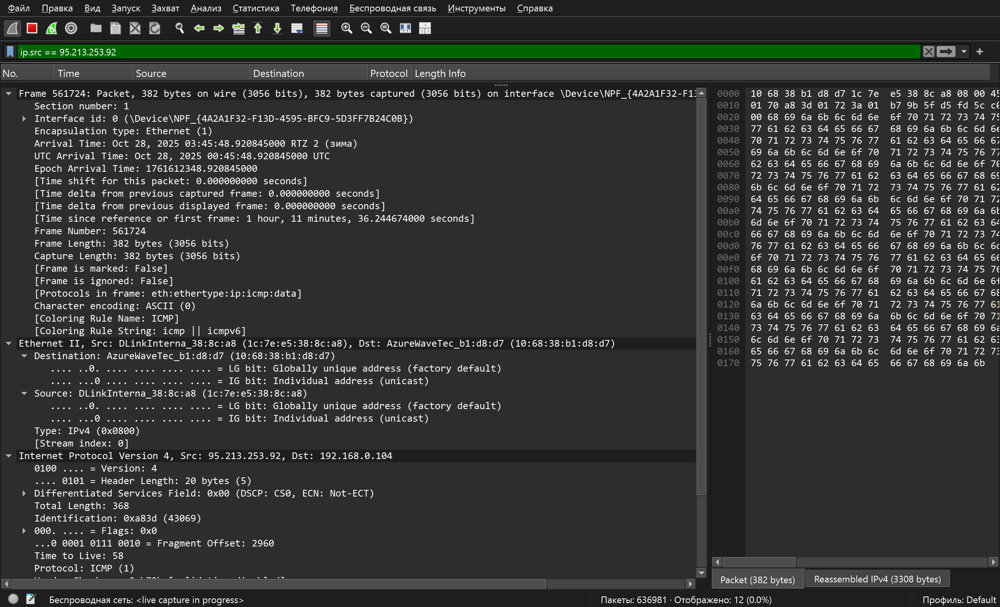 Файл Правка Вид Запуск Захват Анализ Статистика Телефония Беспроводная связь Инструменты Справка
ip.src == 95.213.253.92
No. Time Source Destination Protocol Length Info
Frame 561724: Packet, 382 bytes on wire (3056 bits), 382 bytes captured (3056 bits) on interface \Device\NPF_{4A2A1F32-F13
Section number: 1
Interface id: 0 (\Device\NPF_{4A2A1F32-F13D-4595-BFC9-5D3FF7B24C0B})
Encapsulation type: Ethernet (1)
Arrival Time: Oct 28, 2025 03:45:48.920845000 RTZ 2 (зима)
UTC Arrival Time: Oct 28, 2025 00:45:48.920845000 UTC
Epoch Arrival Time: 1761612348.920845000
[Time shift for this packet: 0.000000000 seconds]
[Time delta from previous captured frame: 0.000000000 seconds]
[Time delta from previous displayed frame: 0.000000000 seconds]
[Time since reference or first frame: 1 hour, 11 minutes, 36.244674000 seconds]
Frame Number: 561724
Frame Length: 382 bytes (3056 bits)
Capture Length: 382 bytes (3056 bits)
[Frame is marked: False]
[Frame is ignored: False]
[Protocols in frame: eth:ethertype:ip:icmp:data]
Character encoding: ASCII (0)
[Coloring Rule Name: ICMP]
[Coloring Rule String: icmp || icmpv6]
Ethernet II, Src: DLinkInterna_38:8c:a8 (1c:7e:e5:38:8c:a8), Dst: AzureWaveTec_b1:d8:d7 (10:68:38:b1:d8:d7)
Destination: AzureWaveTec_b1:d8:d7 (10:68:38:b1:d8:d7)
.... ..0. .... .... .... .... = LG bit: Globally unique address (factory default)
.... ...0 .... .... .... .... = IG bit: Individual address (unicast)
Source: DLinkInterna_38:8c:a8 (1c:7e:e5:38:8c:a8)
.... ..0. .... .... .... .... = LG bit: Globally unique address (factory default)
.... ...0 .... .... .... .... = IG bit: Individual address (unicast)
Type: IPv4 (0x0800)
[Stream index: 0]
Internet Protocol Version 4, Src: 95.213.253.92, Dst: 192.168.0.104
0100 .... = Version: 4
.... 0101 = Header Length: 20 bytes (5)
Differentiated Services Field: 0x00 (DSCP: CS0, ECN: Not-ECT)
Total Length: 368
Identification: 0xa83d (43069)
000. .... = Flags: 0x0
...0 0001 0111 0010 = Fragment Offset: 2960
Time to Live: 58
Protocol: ICMP (1)
0000 10 68 38 b1 d8 d7 1c 7e e5 38 8c a8 08 00 45
0010 01 70 a8 3d 01 72 3a 01 b7 9b 5f d5 fd 5c c0
0020 00 68 69 6a 6b 6c 6d 6e 6f 70 71 72 73 74 75
0030 77 61 62 63 64 65 66 67 68 69 6a 6b 6c 6d 6e
0040 70 71 72 73 74 75 76 77 61 62 63 64 65 66 67
0050 69 6a 6b 6c 6d 6e 6f 70 71 72 73 74 75 76 77
0060 62 63 64 65 66 67 68 69 6a 6b 6c 6d 6e 6f 70
0070 72 73 74 75 76 77 61 62 63 64 65 66 67 68 69
0080 6b 6c 6d 6e 6f 70 71 72 73 74 75 76 77 61 62
0090 64 65 66 67 68 69 6a 6b 6c 6d 6e 6f 70 71 72
00a0 74 75 76 77 61 62 63 64 65 66 67 68 69 6a 6b
00b0 6d 6e 6f 70 71 72 73 74 75 76 77 61 62 63 64
00c0 66 67 68 69 6a 6b 6c 6d 6e 6f 70 71 72 73 74
00d0 76 77 61 62 63 64 65 66 67 68 69 6a 6b 6c 6d
00e0 6f 70 71 72 73 74 75 76 77 61 62 63 64 65 66
00f0 68 69 6a 6b 6c 6d 6e 6f 70 71 72 73 74 75 76
0100 61 62 63 64 65 66 67 68 69 6a 6b 6c 6d 6e 6f
0110 71 72 73 74 75 76 77 61 62 63 64 65 66 67 68
0120 6a 6b 6c 6d 6e 6f 70 71 72 73 74 75 76 77 61
0130 63 64 65 66 67 68 69 6a 6b 6c 6d 6e 6f 70 71
0140 73 74 75 76 77 61 62 63 64 65 66 67 68 69 6a
0150 6c 6d 6e 6f 70 71 72 73 74 75 76 77 61 62 63
0160 65 66 67 68 69 6a 6b 6c 6d 6e 6f 70 71 72 73
0170 75 76 77 61 62 63 64 65 66 67 68 69 6a 6b
Packet (382 bytes) Reassembled IPv4 (3308 bytes)
Беспроводная сеть: <live capture in progress> Пакеты: 636981 · Отображено: 12 (0.0%) Профиль: Default